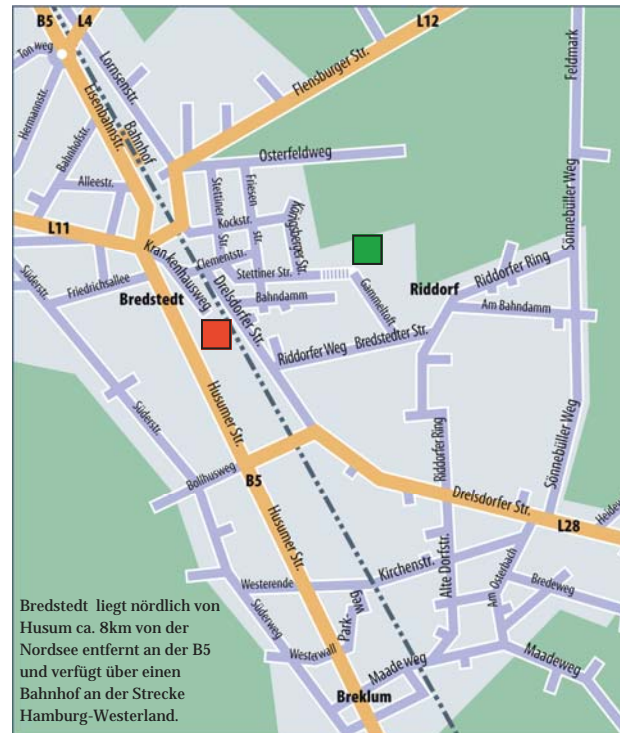 B5
L4
L12
Tonweg
Lornsenstr.
Flensburger Str.
Feldmark
Hermannstr.
Eisenbahnstr.
Bahnhof
Bahnhofstr.
Osterfeldweg
Alleestr.
Stettiner Str.
Friesen str.
Königsberger Str.
Kockstr.
L11
Krankenhausweg
Clementstr.
Stettiner Str.
Süderstr.
Friedrichsallee
Bredstedt
Drelsdorfer Str.
Bahndamm
Gammeltoft
Riddorf
Riddorfer Ring
Sönnebüller Weg
Am Bahndamm
Riddorfer Weg
Bredstedter Str.
Husumer Str.
Süderstr.
Riddorfer Ring
Sönnebüller Weg
Bollhusweg
B5
Drelsdorfer Str.
L28
Husumer Str.
Kirchenstr.
Alte Dorfstr.
Am Osterbach
Bredeweg
Westerende
Süderweg
Park Weg
Westerwall
Maadeweg
Maadeweg
Breklum
Bredstedt liegt nördlich von
Husum ca. 8km von der
Nordsee entfernt an der B5
und verfügt über einen
Bahnhof an der Strecke
Hamburg-Westerland.